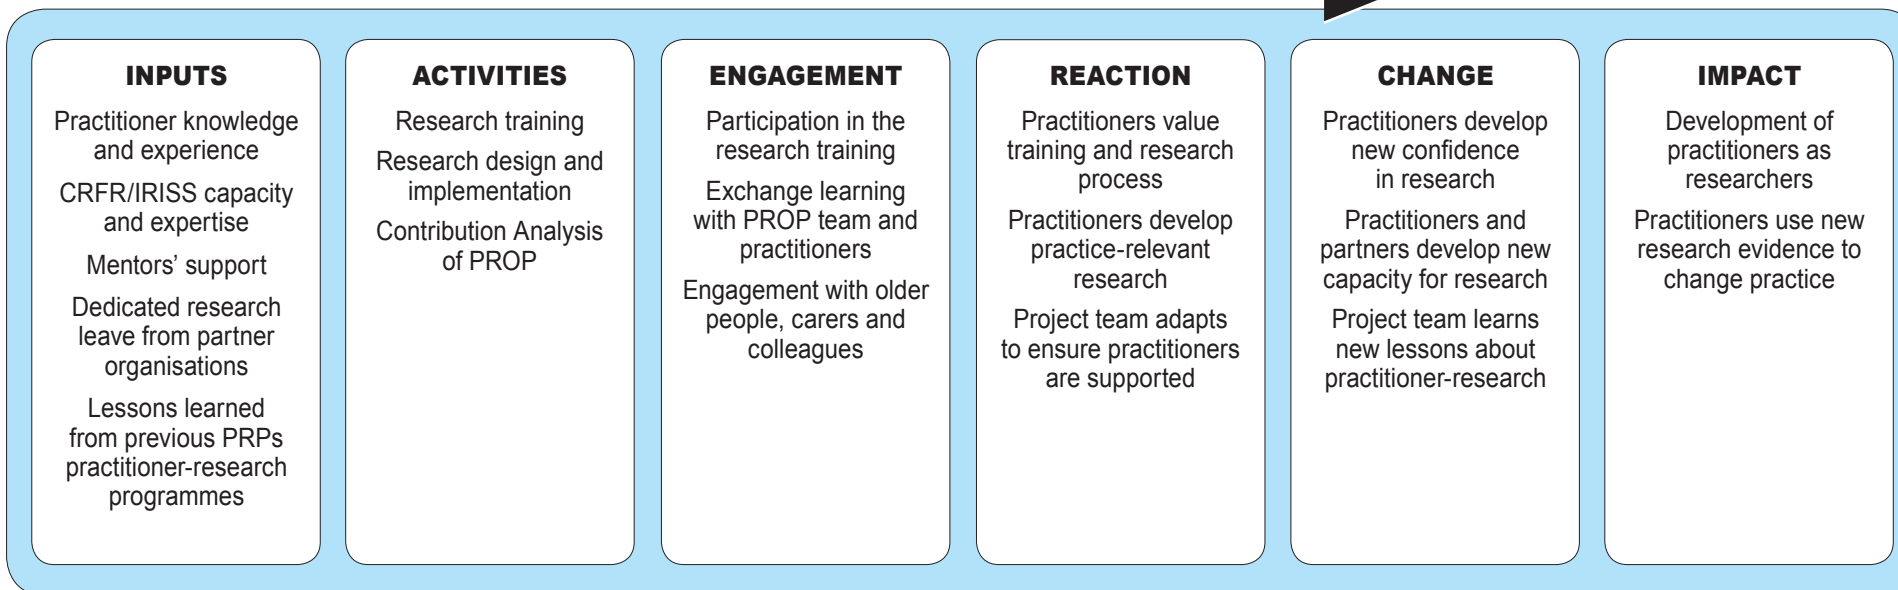 INPUTS
Practitioner knowledge
and experience
CRFR/IRISS capacity
and expertise
Mentors’ support
Dedicated research
leave from partner
organisations
Lessons learned
from previous PRPs
practitioner-research
programmes
ACTIVITIES
Research training
Research design and
implementation
Contribution Analysis
of PROP
ENGAGEMENT
Participation in the
research training
Exchange learning
with PROP team and
practitioners
Engagement with older
people, carers and
colleagues
REACTION
Practitioners value
training and research
process
Practitioners develop
practice-relevant
research
Project team adapts
to ensure practitioners
are supported
CHANGE
Practitioners develop
new confidence
in research
Practitioners and
partners develop new
capacity for research
Project team learns
new lessons about
practitioner-research
IMPACT
Development of
practitioners as
researchers
Practitioners use new
research evidence to
change practice